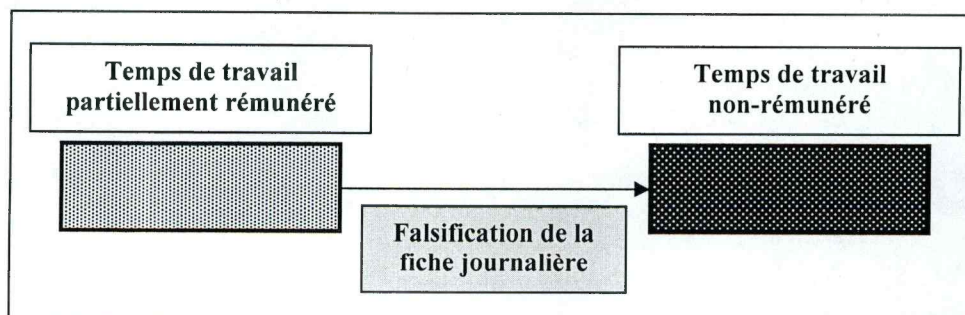 Temps de travail
partiellement rémunéré
Temps de travail
non-rémunéré
Falsification de la
fiche journalière